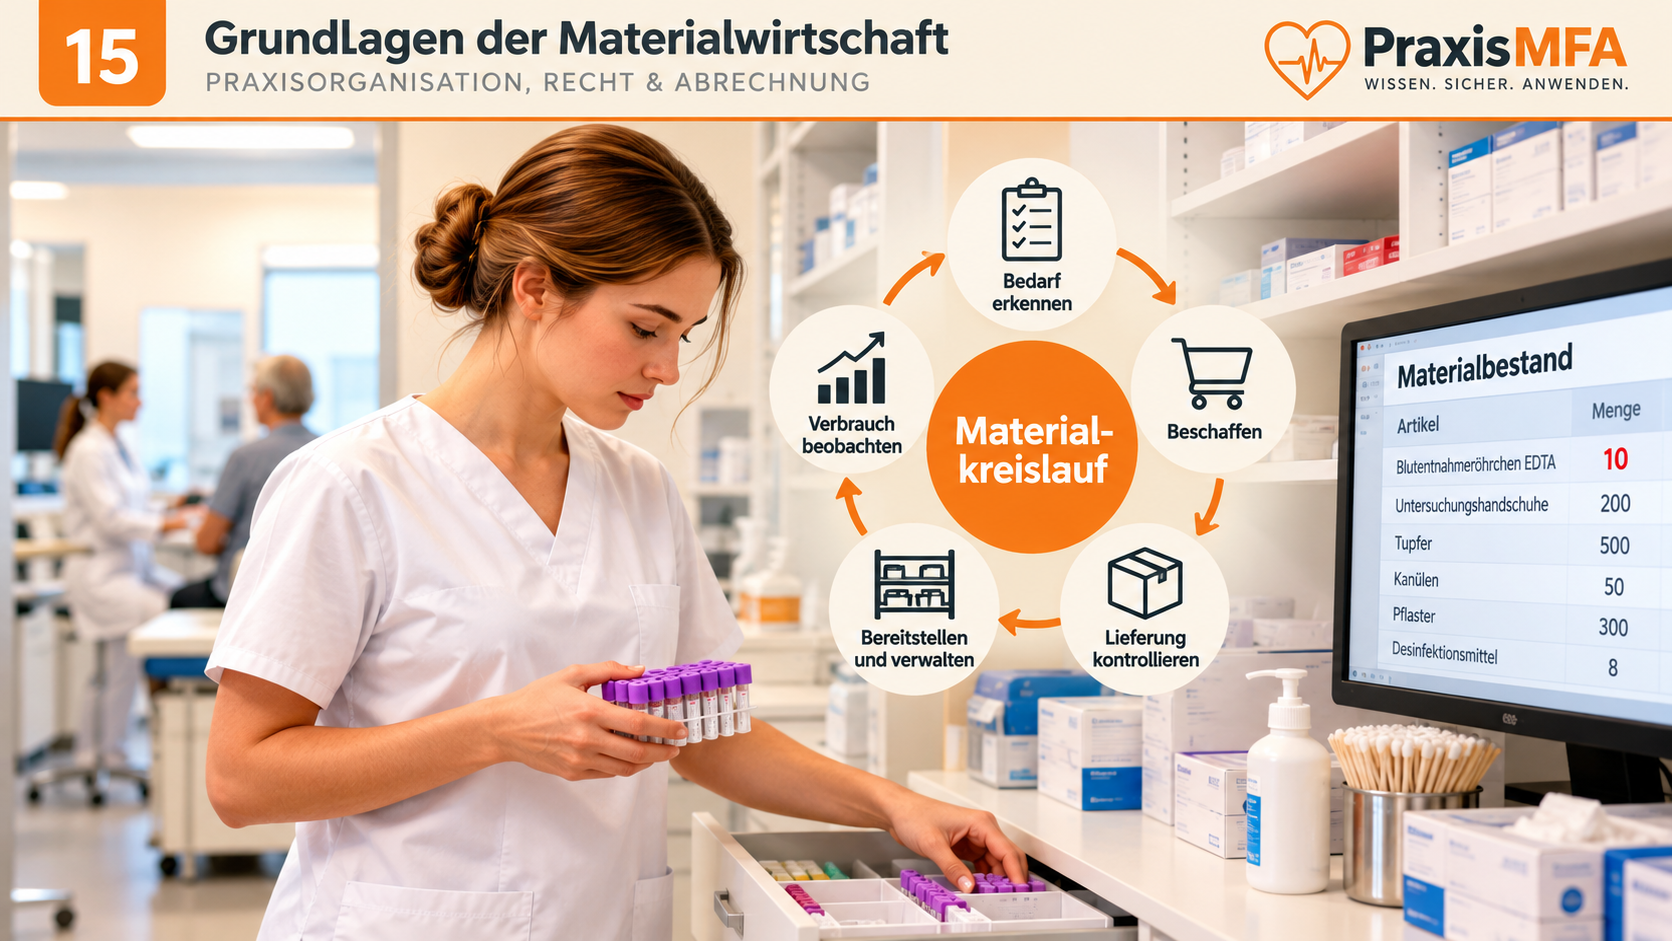 15
Grundlagen der Materialwirtschaft
PRAXISORGANISATION, RECHT & ABRECHNUNG
PraxisMFA
WISSEN. SICHER. ANWENDEN.
Bedarf
erkennen
Verbrauch
beobachten
Beschaffen
Material-
kreislauf
Bereitstellen
und verwalten
Lieferung
kontrollieren
Materialbestand
Artikel Menge
Blutentnahmeröhrchen EDTA 10
Untersuchungshandschuhe 200
Tupfer 500
Kanülen 50
Pflaster 300
Desinfektionsmittel 8